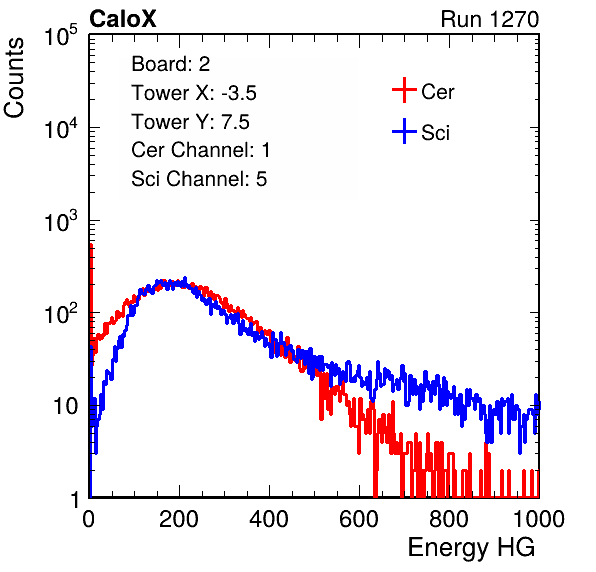 CaloX Run 1270
Counts
Board: 2
Tower X: -3.5
Tower Y: 7.5
Cer Channel: 1
Sci Channel: 5
Cer
Sci
10^5
10^4
10^3
10^2
10
1
0 200 400 600 800 1000
Energy HG